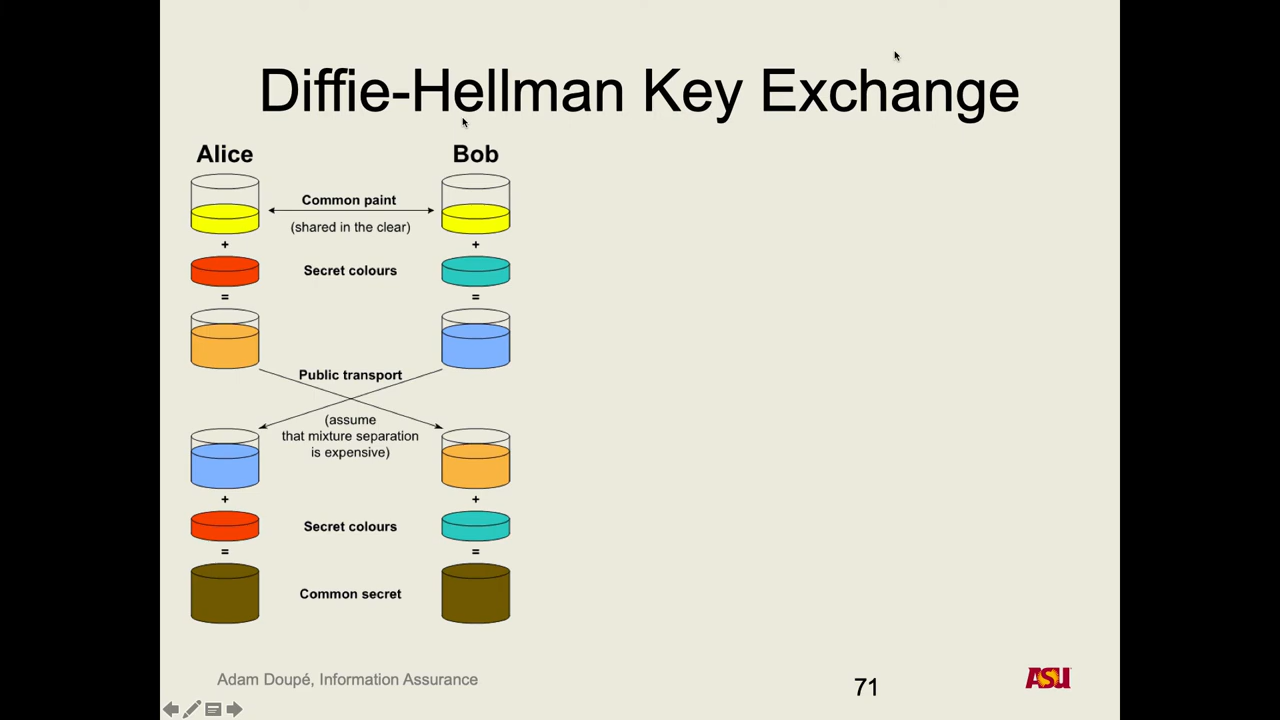 Diffie-Hellman Key Exchange
Alice
Bob
Common paint
(shared in the clear)
+
+
Secret colours
=
=
Public transport
(assume
that mixture separation
is expensive)
+
+
Secret colours
=
=
Common secret
Adam Doupé, Information Assurance
71
ASU